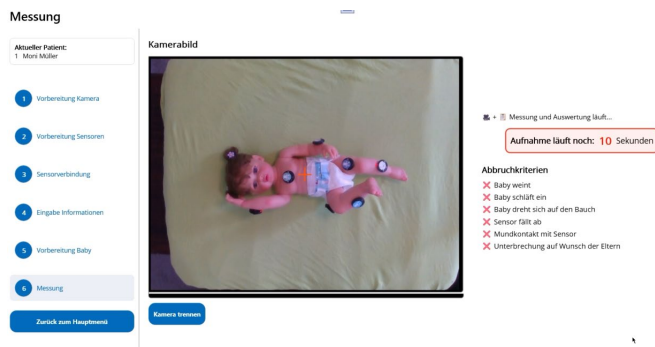 Messung
Aktueller Patient:
1 Moni Müller
1 Vorbereitung Kamera
2 Vorbereitung Sensoren
3 Sensorverbindung
4 Eingabe Informationen
5 Vorbereitung Baby
6 Messung
Zurück zum Hauptmenü
Kamerabild
Kamera trennen
+ Messung und Auswertung läuft...
Aufnahme läuft noch: 10 Sekunden
Abbruchkriterien
❌ Baby weint
❌ Baby schläft ein
❌ Baby dreht sich auf den Bauch
❌ Sensor fällt ab
❌ Mundkontakt mit Sensor
❌ Unterbrechung auf Wunsch der Eltern